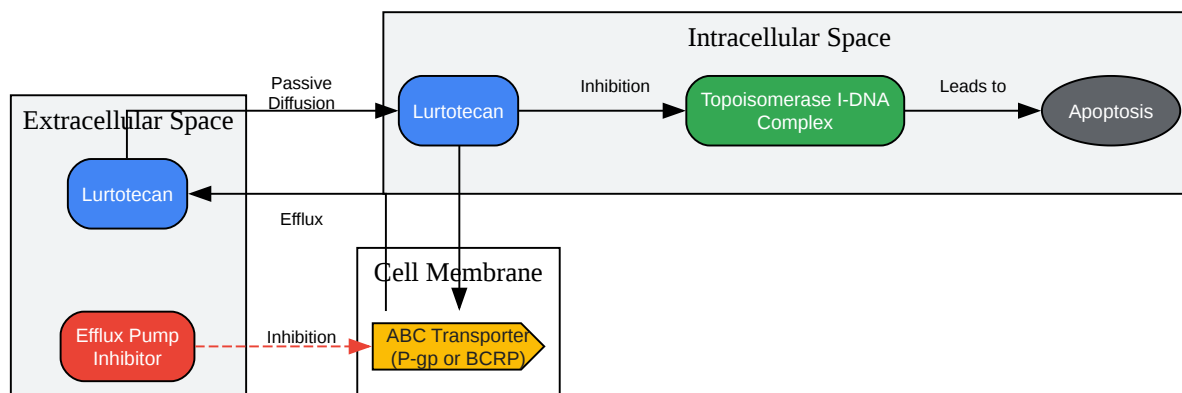 Intracellular Space
Passive
Diffusion
Lurtotecan
Inhibition
Topoisomerase I-DNA
Complex
Leads to
Apoptosis
Extracellular Space
Lurtotecan
Efflux
Cell Membrane
Efflux Pump
Inhibitor
Inhibition
ABC Transporter
(P-gp or BCRP)